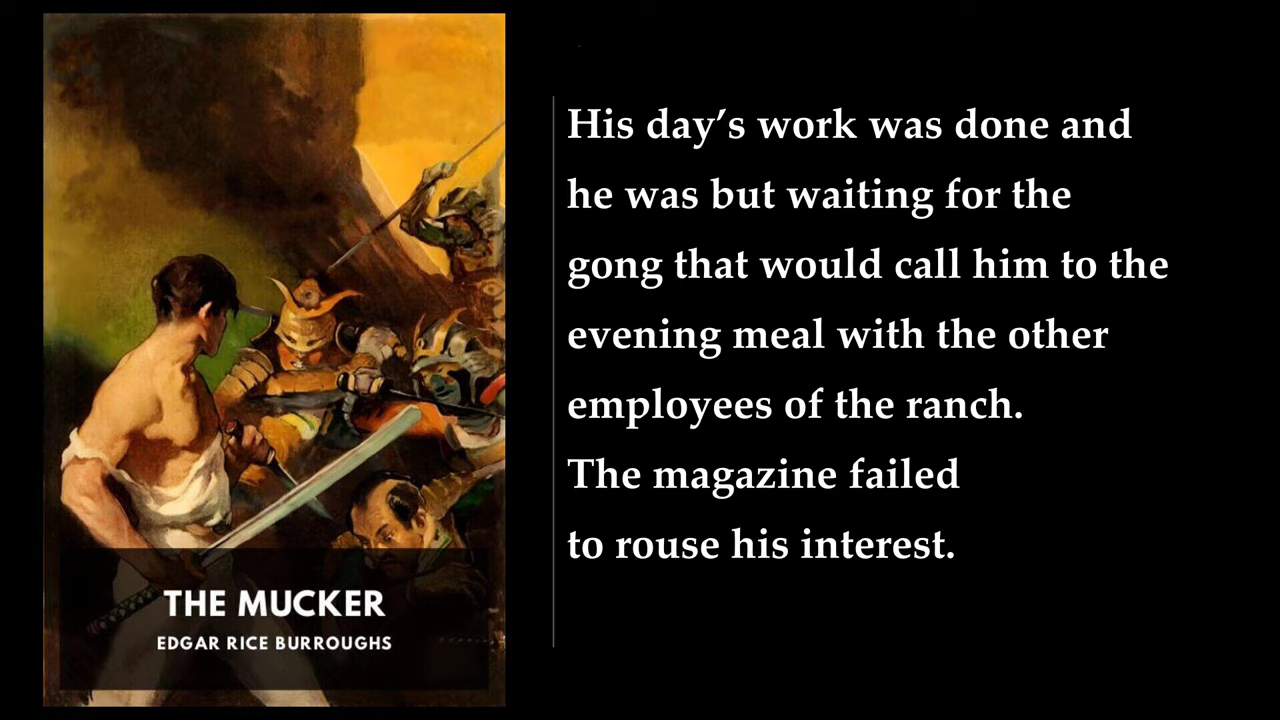 THE MUCKER
EDGAR RICE BURROUGHS
His day’s work was done and
he was but waiting for the
gong that would call him to the
evening meal with the other
employees of the ranch.
The magazine failed
to rouse his interest.